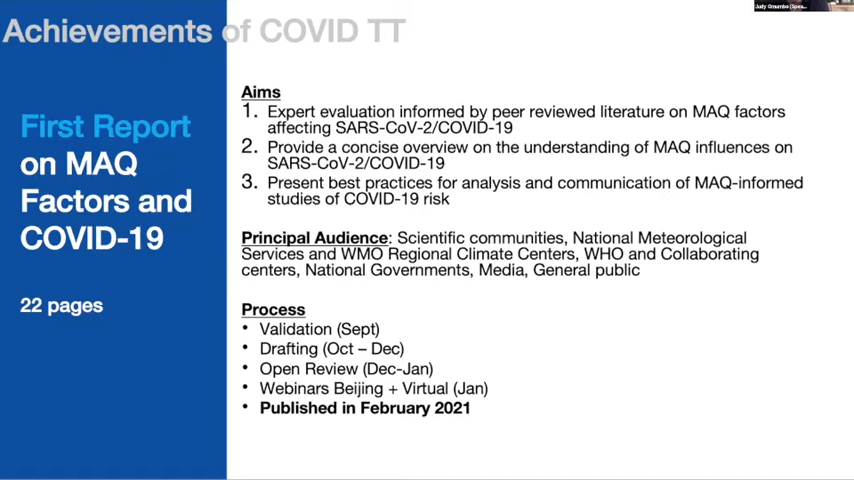 Judy Omumbo (Spea...
Achievements of COVID TT
First Report
on MAQ
Factors and
COVID-19
22 pages
Aims
1. Expert evaluation informed by peer reviewed literature on MAQ factors
affecting SARS-CoV-2/COVID-19
2. Provide a concise overview on the understanding of MAQ influences on
SARS-CoV-2/COVID-19
3. Present best practices for analysis and communication of MAQ-informed
studies of COVID-19 risk
Principal Audience: Scientific communities, National Meteorological
Services and WMO Regional Climate Centers, WHO and Collaborating
centers, National Governments, Media, General public
Process
• Validation (Sept)
• Drafting (Oct – Dec)
• Open Review (Dec-Jan)
• Webinars Beijing + Virtual (Jan)
• Published in February 2021